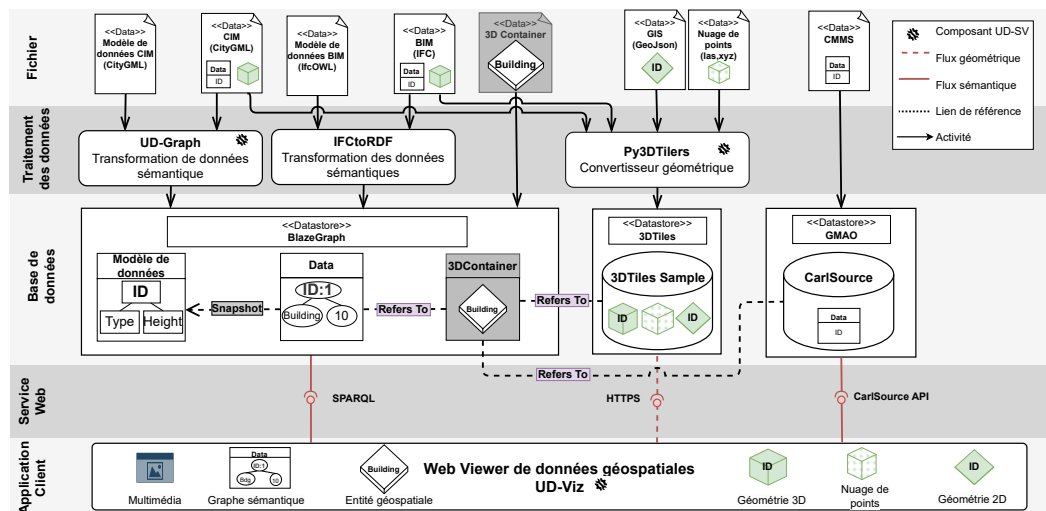 Fichier
<<Data>>
Modèle de
données CIM
(CityGML)
<<Data>>
CIM
(CityGML)
Data
ID
<<Data>>
Modèle de
données BIM
(IfcOWL)
<<Data>>
BIM
(IFC)
Data
ID
<<Data>>
3D Container
Building
<<Data>>
GIS
(GeoJson)
ID
<<Data>>
Nuage de
points
(las,xyz)
<<Data>>
CMMS
Data
ID
Composant UD-SV
Flux géométrique
Flux sémantique
Lien de référence
Activité
Traitement
des données
UD-Graph
Transformation de données
sémantique
IFCtoRDF
Transformation des données
sémantiques
Py3DTilers
Convertisseur géométrique
Base de
données
<<Datastore>>
BlazeGraph
Modèle de
données
ID
Type
Height
Snapshot
Data
ID:1
Building
10
Refers To
3DContainer
Building
Refers To
<<Datastore>>
3DTiles
3DTiles Sample
ID
ID
<<Datastore>>
GMAO
CarlSource
Data
ID
Refers To
Service
Web
SPARQL
HTTPS
CarlSource API
Application
Client
Multimédia
Data
ID:1
Bdg
10
Graphe sémantique
Building
Entité géospatiale
Web Viewer de données géospatiales
UD-Viz
ID
Géométrie 3D
Nuage de
points
ID
Géométrie 2D